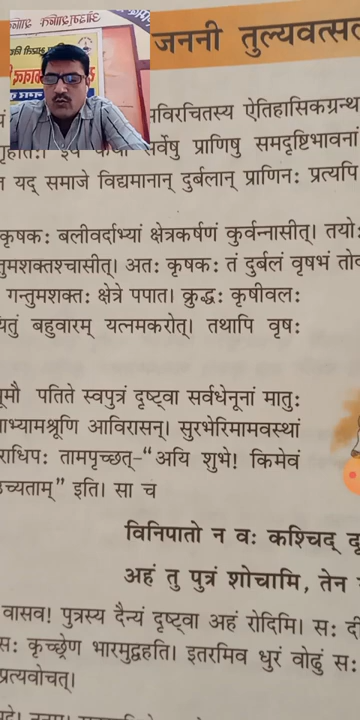 जननी तुल्यवत्सल
विरचितस्य ऐतिहासिकग्रन्थ
सर्वेषु प्राणिषु समदृष्टिभावना
यद् समाजे विद्यमानान् दुर्बलान् प्राणिनः प्रत्यपि
कृषकः बलीवर्दाभ्यां क्षेत्रकर्षणं कुर्वन्नासीत्। तयोः
तुमशक्तश्चासीत्। अतः कृषकः तं दुर्बलं वृषभं
गन्तुमशक्तः क्षेत्रे पपात। क्रुद्धः कृषीवलः
यितुं बहुवारम् यत्नमकरोत्। तथापि वृषः
मौ पतिते स्वपुत्रं दृष्ट्वा सर्वधेनूनां मातुः
ाभ्यामश्रूणि आविरासन्। सुरभेरिमामवस्थां
राधिपः तामपृच्छत्-"अयि शुभे! किमेवं
च्यताम्" इति। सा च
विनिपातो न वः कश्चिद्
अहं तु पुत्रं शोचामि, तेन
वासव! पुत्रस्य दैन्यं दृष्ट्वा अहं रोदिमि। सः
सः कृच्छ्रेण भारमुद्वहति। इतरमिव धुरं वोढुं सः
प्रत्यवोचत्।